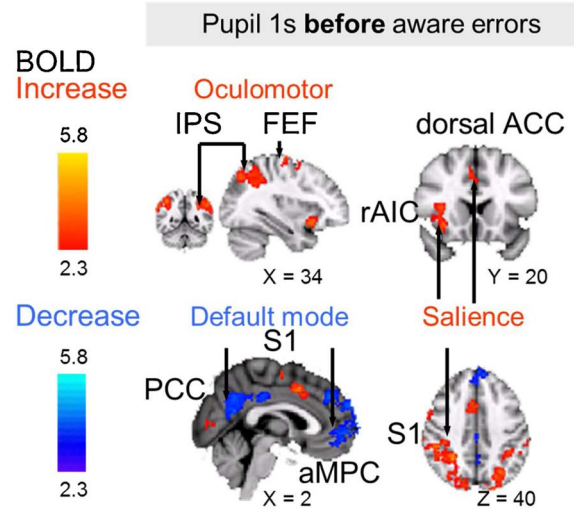 Pupil 1s before aware errors
BOLD
Increase
5.8
2.3
Oculomotor
IPS FEF
X = 34
dorsal ACC
rAIC
Y = 20
Decrease
5.8
2.3
Default mode
S1
PCC
aMPC
X = 2
Salience
S1
Z = 40